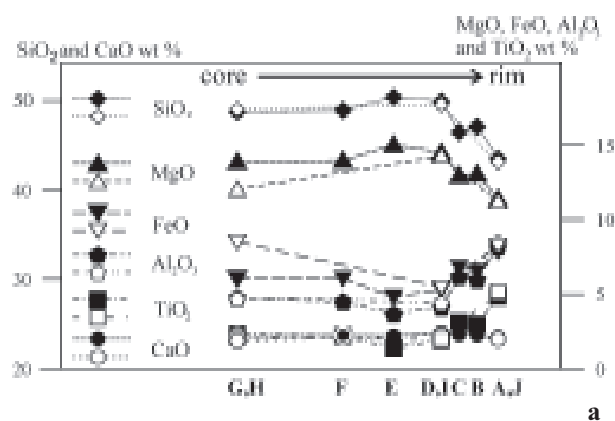 MgO, FeO, Al₂O₃
SiO₂ and CaO wt %
and TiO₂ wt %
core
rim
50
SiO₂
15
MgO
40
FeO
10
Al₂O₃
30
5
TiO₂
CaO
20
0
G,H F E D,I C B A,J
a